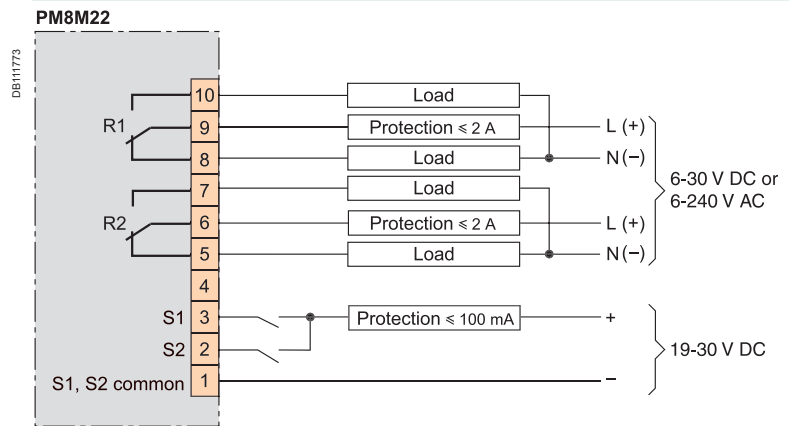 PM8M22
DB111773
10 Load
R1 9 Protection ≤ 2 A L (+)
8 Load N (−)
7 Load
6-30 V DC or
6-240 V AC
R2 6 Protection ≤ 2 A L (+)
5 Load N (−)
4
S1 3 Protection ≤ 100 mA +
S2 2
19-30 V DC
S1, S2 common 1 −